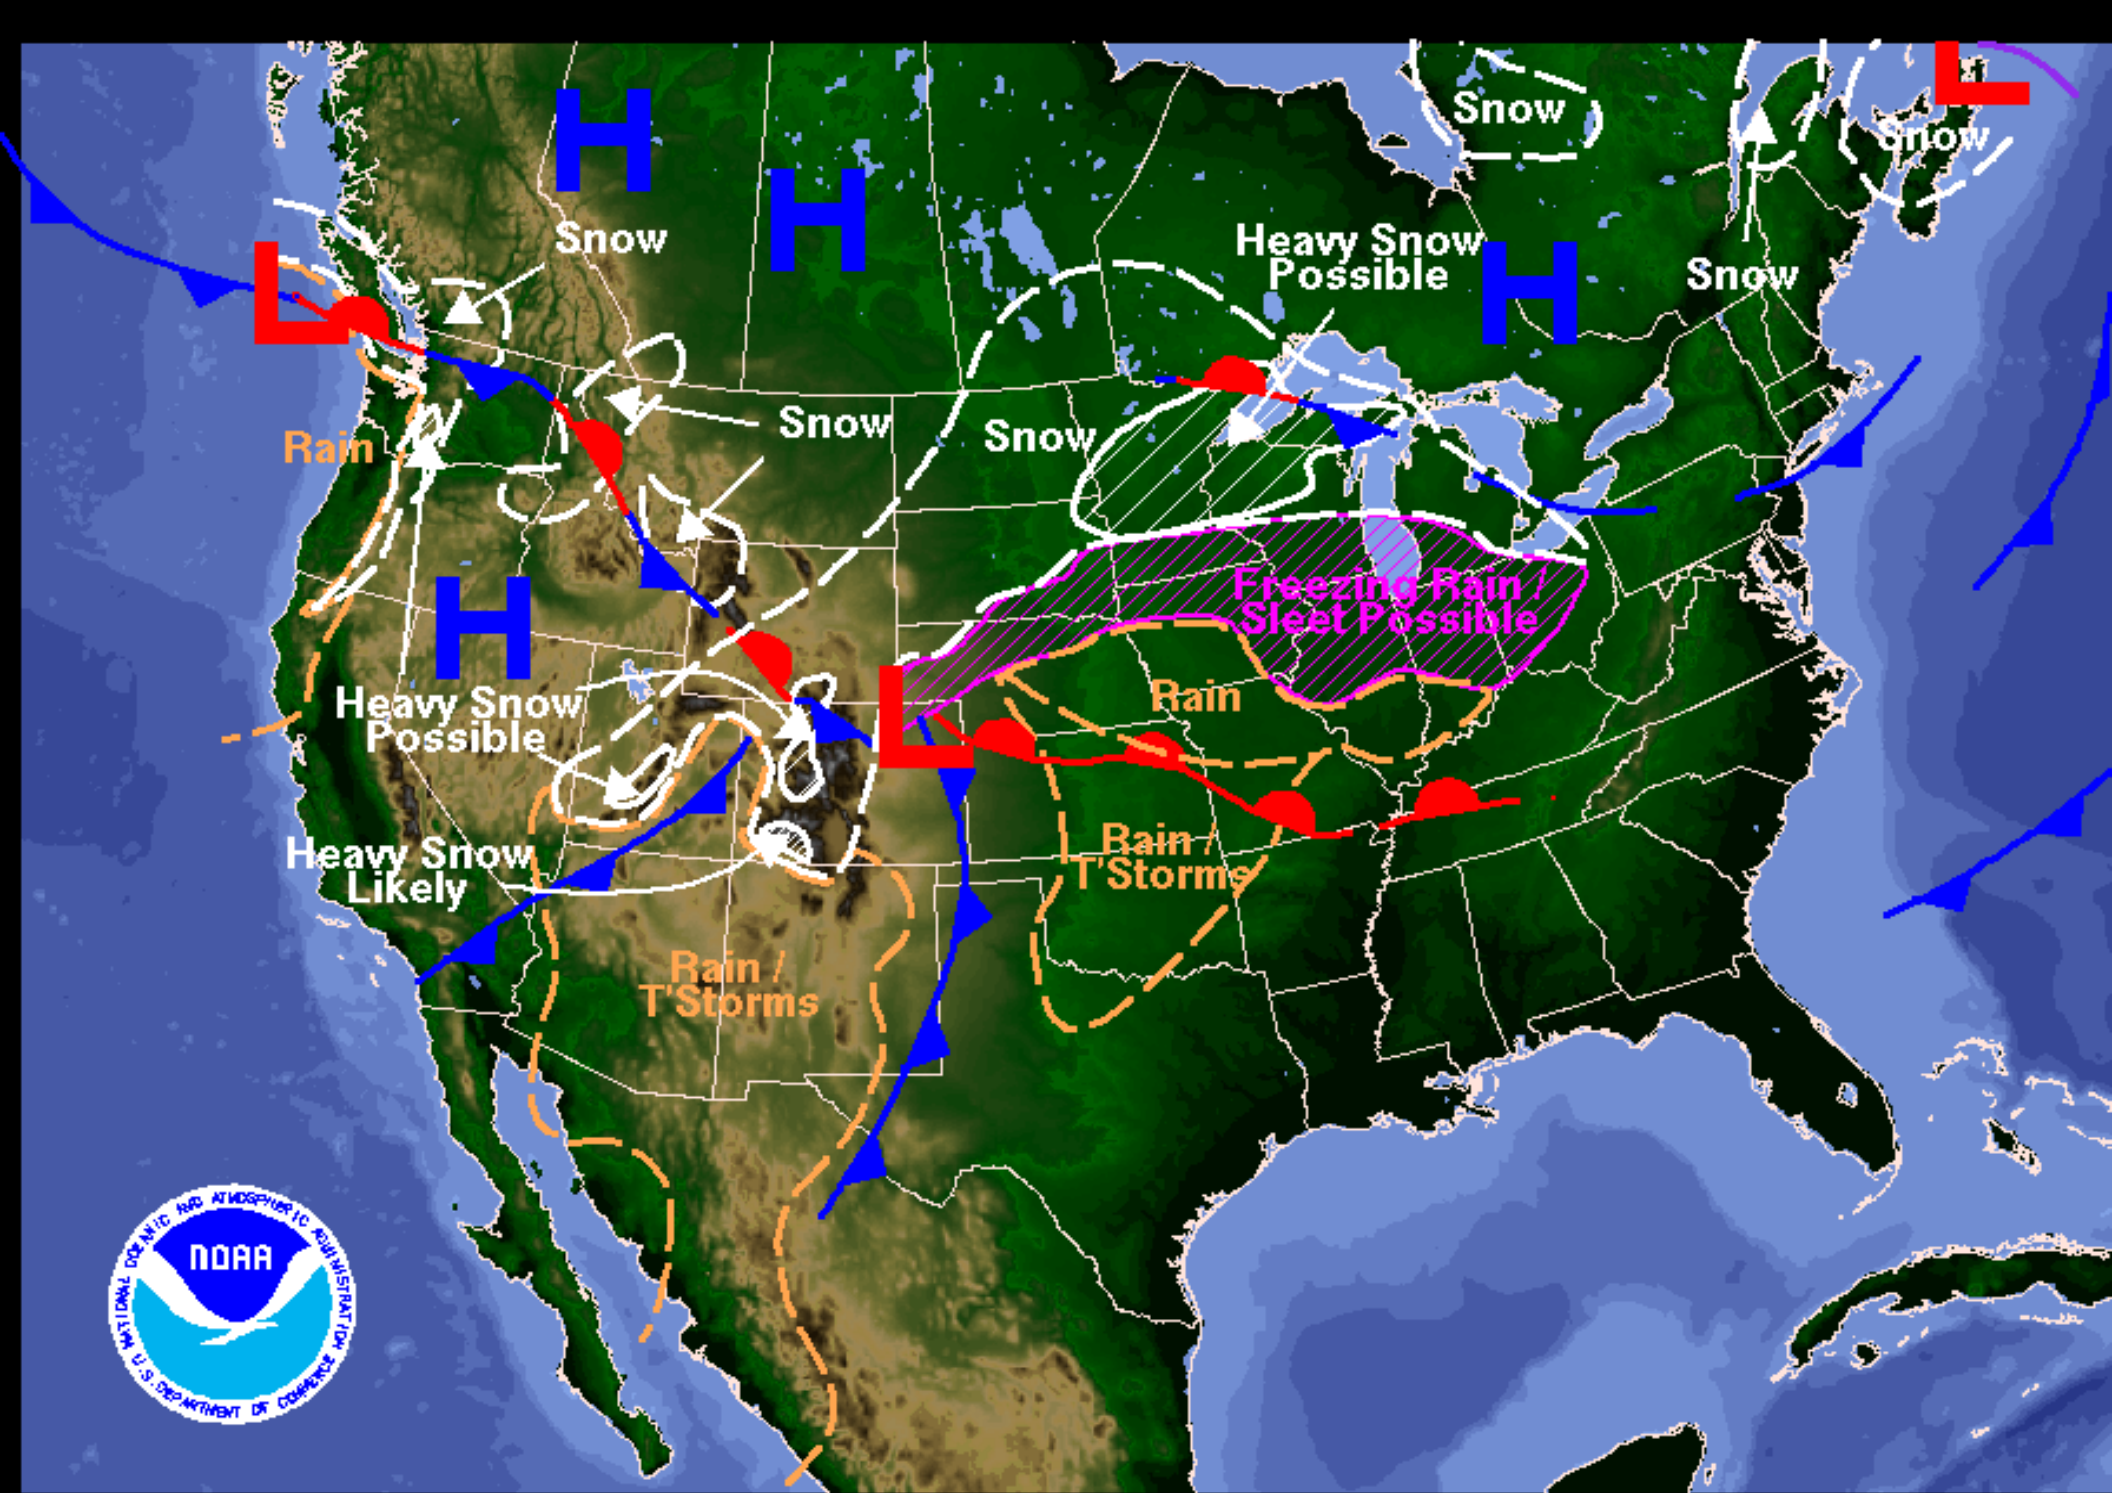 H
L
Snow
Snow
H
H
Snow
Heavy Snow
Possible
H
Snow
L
Snow
Snow
Rain
Freezing Rain /
Sleet Possible
H
Heavy Snow
Possible
L
Rain
Heavy Snow
Likely
Rain /
T'Storms
Rain /
T'Storms
NATIONAL OCEANIC AND ATMOSPHERIC ADMINISTRATION
NOAA
U.S. DEPARTMENT OF COMMERCE